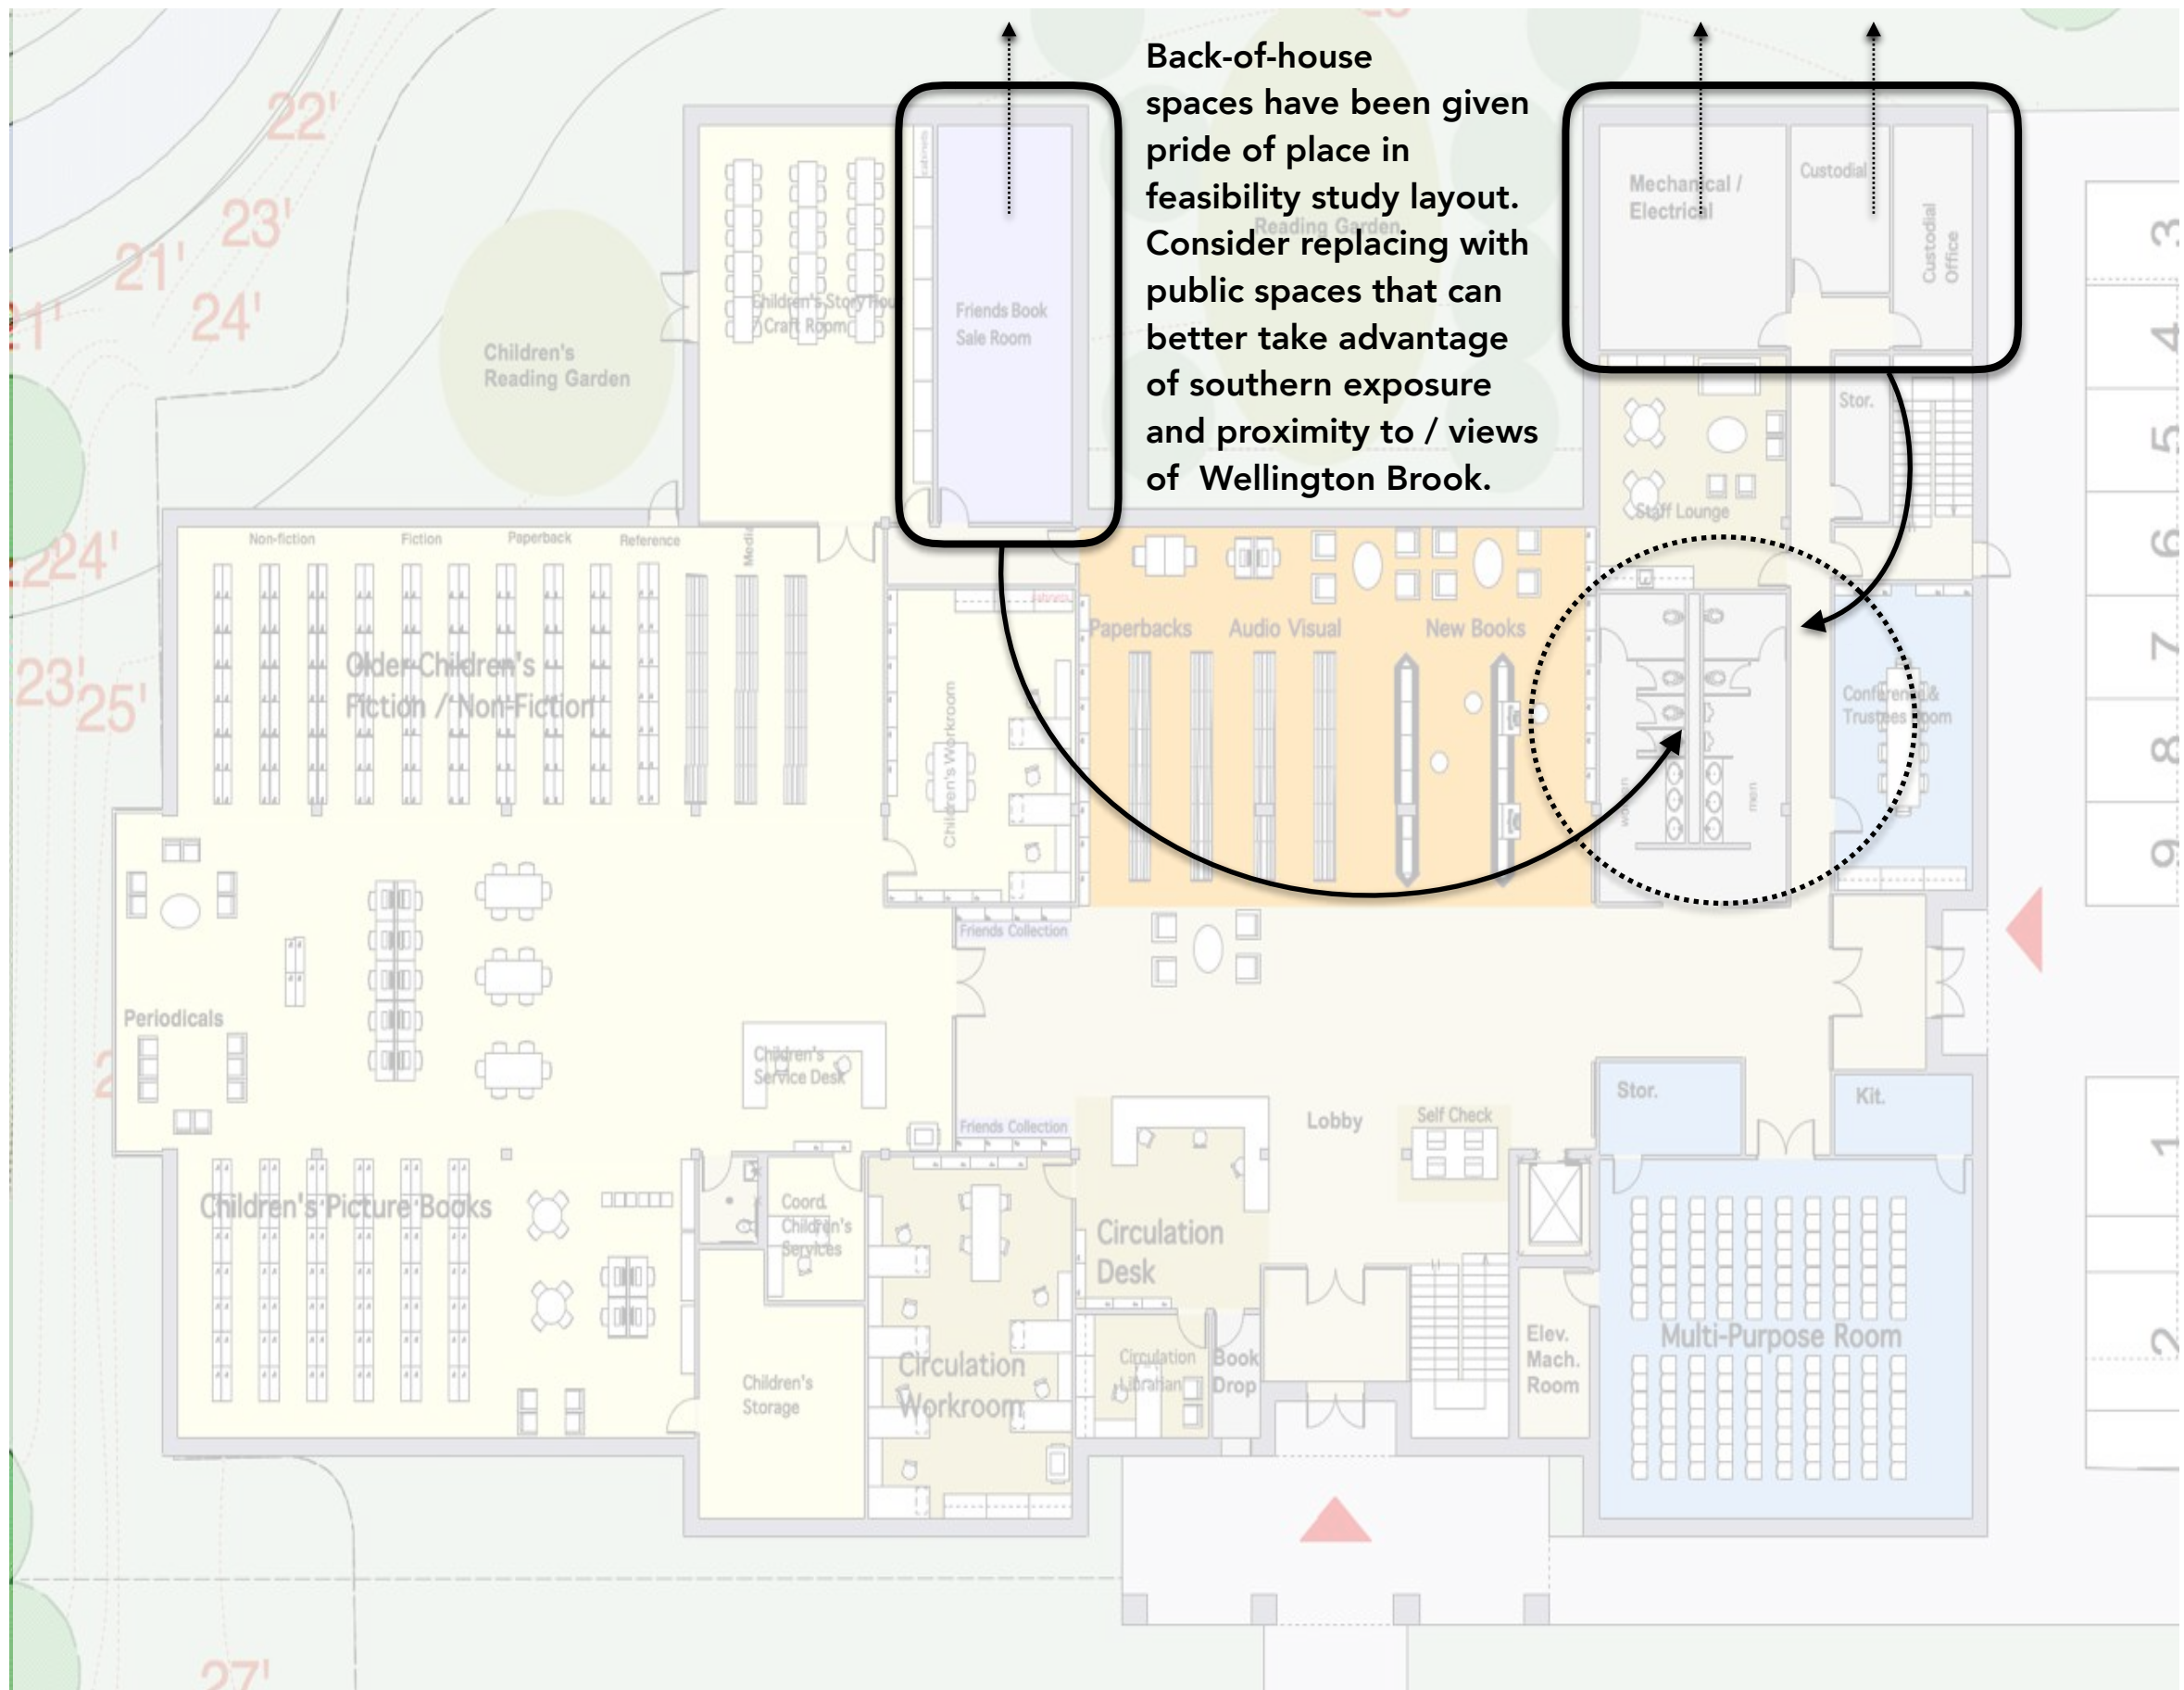 Back-of-house
spaces have been given
pride of place in
feasibility study layout.
Consider replacing with
public spaces that can
better take advantage
of southern exposure
and proximity to / views
of Wellington Brook.
22'
23'
21'
24'
21'
Children's
Reading Garden
Children's Story Hou
/ Craft Room
cabinets
Friends Book
Sale Room
Reading Garden
Mechanical /
Electrical
Custodial
Custodial
Office
3
4
5
6
7
8
9
Stor.
Staff Lounge
24'
22
23'
25'
Non-fiction
Fiction
Paperback
Reference
Media
Older Children's
Fiction / Non-Fiction
Children's Workroom
Paperbacks
Audio Visual
New Books
women
men
Conference &
Trustees Room
Friends Collection
Periodicals
Children's
Service Desk
Friends Collection
Lobby
Self Check
Stor.
Kit.
1
2
Children's Picture Books
Coord.
Children's
Services
Circulation
Desk
Children's
Storage
Circulation
Workroom
Circulation
Librarian
Book
Drop
Elev.
Mach.
Room
Multi-Purpose Room
2
27'